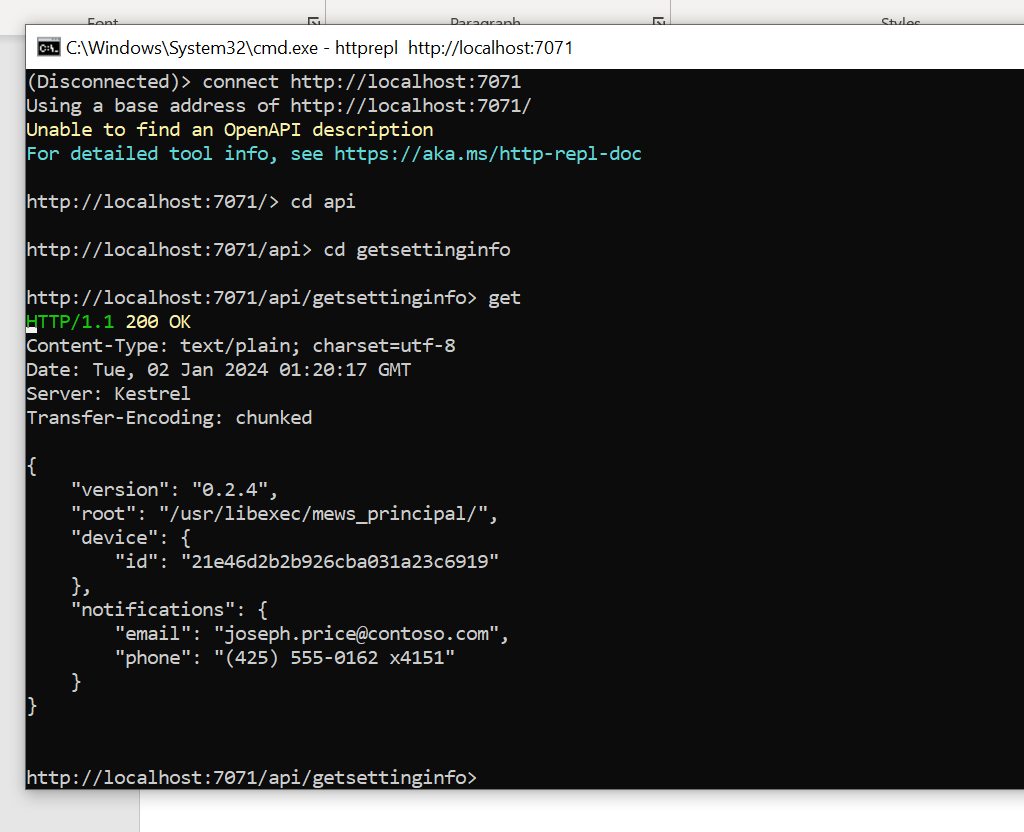 Font
Paragraph
Styles
C:\Windows\System32\cmd.exe - httprepl  http://localhost:7071
(Disconnected)> connect http://localhost:7071
Using a base address of http://localhost:7071/
Unable to find an OpenAPI description
For detailed tool info, see https://aka.ms/http-repl-doc
http://localhost:7071/> cd api
http://localhost:7071/api> cd getsettinginfo
http://localhost:7071/api/getsettinginfo> get
HTTP/1.1 200 OK
Content-Type: text/plain; charset=utf-8
Date: Tue, 02 Jan 2024 01:20:17 GMT
Server: Kestrel
Transfer-Encoding: chunked
{
    "version": "0.2.4",
    "root": "/usr/libexec/mews_principal/",
    "device": {
        "id": "21e46d2b2b926cba031a23c6919"
    },
    "notifications": {
        "email": "joseph.price@contoso.com",
        "phone": "(425) 555-0162 x4151"
    }
}
http://localhost:7071/api/getsettinginfo>